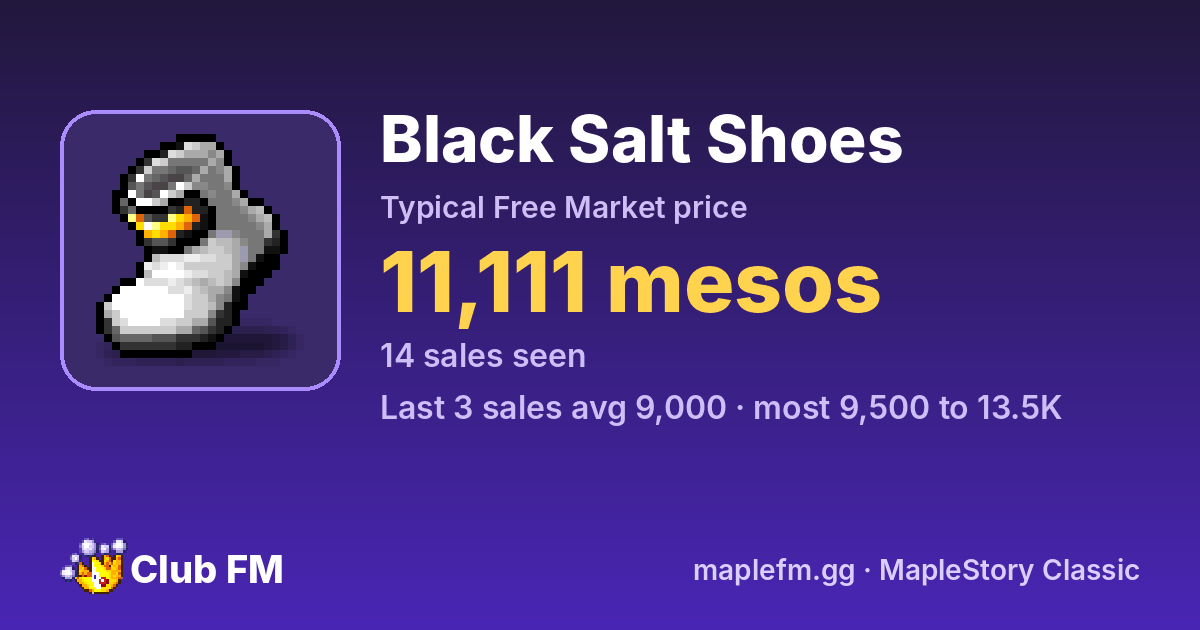 Black Salt Shoes
Typical Free Market price
11,111 mesos
14 sales seen
Last 3 sales avg 9,000 · most 9,500 to 13.5K
Club FM
maplefm.gg · MapleStory Classic